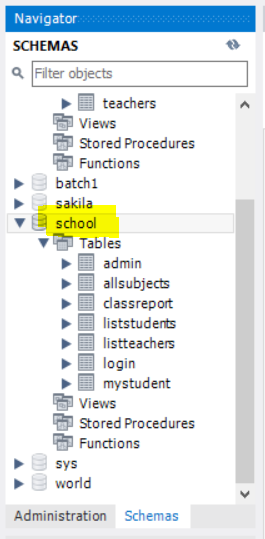 Navigator
SCHEMAS
Filter objects
teachers
Views
Stored Procedures
Functions
batch1
sakila
school
Tables
admin
allsubjects
classreport
liststudents
listteachers
login
mystudent
Views
Stored Procedures
Functions
sys
world
Administration Schemas